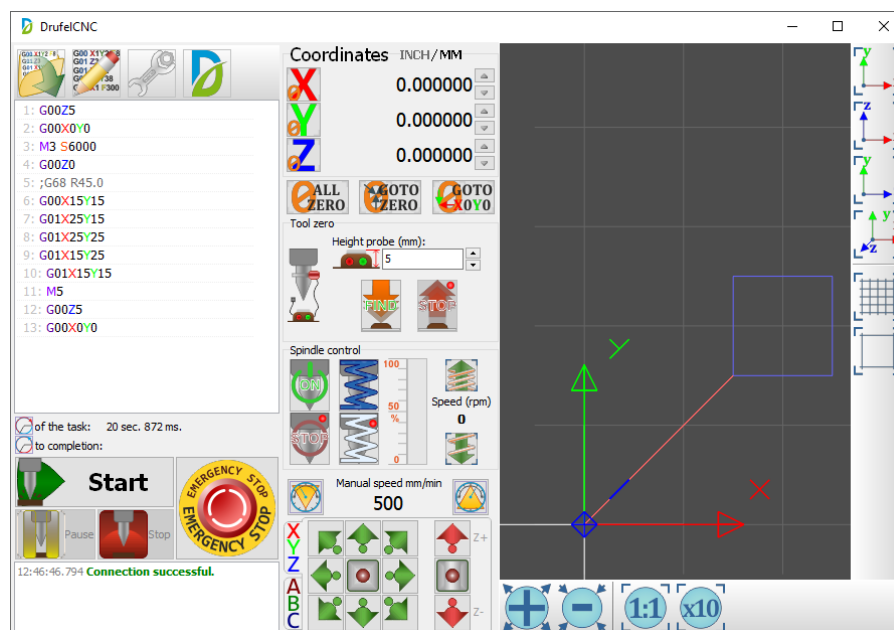 DrufelCNC
Coordinates INCH/MM
X 0.000000
Y 0.000000
Z 0.000000
1: G00Z5
2: G00X0Y0
3: M3 S6000
4: G00Z0
5: ;G68 R45.0
6: G00X15Y15
7: G01X25Y15
8: G01X25Y25
9: G01X15Y25
10: G01X15Y15
11: M5
12: G00Z5
13: G00X0Y0
ALL ZERO
GOTO ZERO
GOTO X0Y0
Tool zero
Height probe (mm):
5
FIND
STOP
Spindle control
ON
STOP
100
50
%
0
Speed (rpm)
0
of the task: 20 sec. 872 ms.
to completion:
Start
Pause
Stop
EMERGENCY STOP
EMERGENCY STOP
12:46:46.794 Connection successful.
Manual speed mm/min
500
X
Y
Z
A
B
C
Z+
Z-
Y
X
y
z
y
y
z
1:1
x10